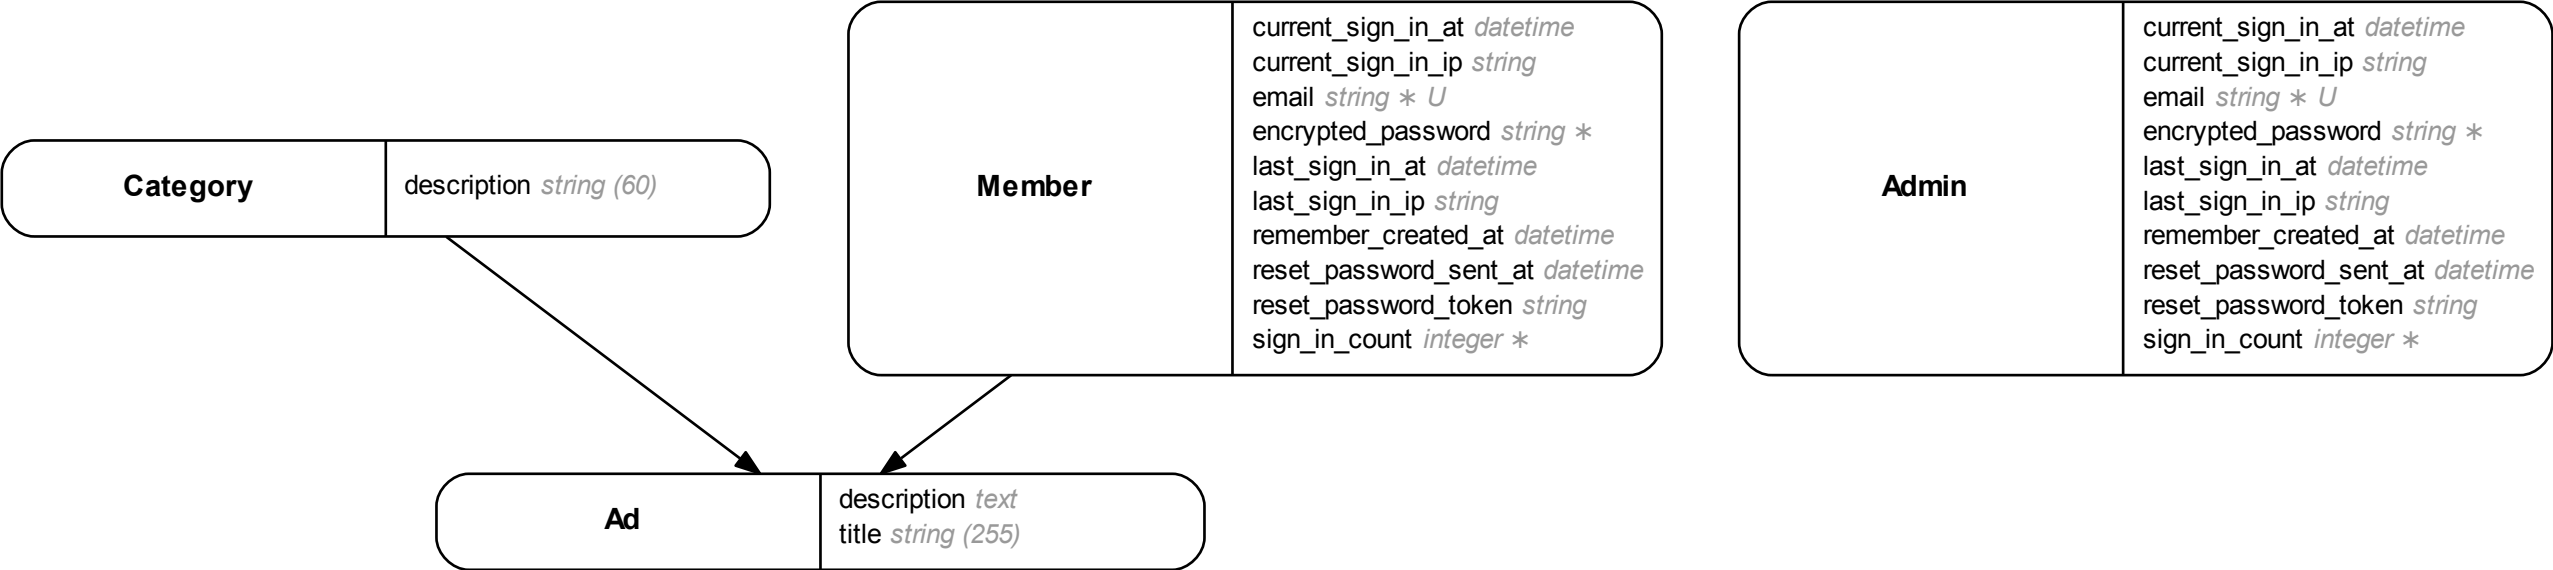 Category
description string (60)
Member
current_sign_in_at datetime
current_sign_in_ip string
email string ∗ U
encrypted_password string ∗
last_sign_in_at datetime
last_sign_in_ip string
remember_created_at datetime
reset_password_sent_at datetime
reset_password_token string
sign_in_count integer ∗
Admin
current_sign_in_at datetime
current_sign_in_ip string
email string ∗ U
encrypted_password string ∗
last_sign_in_at datetime
last_sign_in_ip string
remember_created_at datetime
reset_password_sent_at datetime
reset_password_token string
sign_in_count integer ∗
Ad
description text
title string (255)